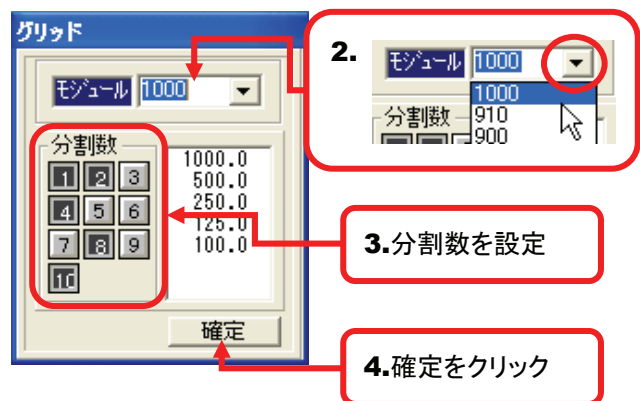 グリッド
モジュール 1000
分割数
1 2 3
4 5 6
7 8 9
10
1000.0
500.0
250.0
125.0
100.0
確定
2.
モジュール 1000
1000
910
900
分割数
3.分割数を設定
4.確定をクリック